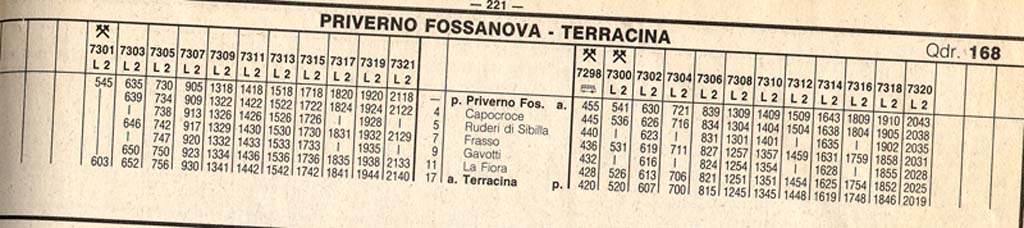 — 221 —
PRIVERNO FOSSANOVA - TERRACINA
Qdr. 168
7301 7303 7305 7307 7309 7311 7313 7315 7317 7319 7321 7298 7300 7302 7304 7306 7308 7310 7312 7314 7316 7318 7320
L 2 L 2 L 2 L 2 L 2 L 2 L 2 L 2 L 2 L 2 L 2 L 2 L 2 L 2 L 2 L 2 L 2 L 2 L 2 L 2 L 2 L 2
545 635 730 905 1318 1418 1518 1718 1820 1920 2118 — p. Priverno Fos. a. 455 541 630 721 839 1309 1409 1509 1643 1809 1910 2043
| 639 734 909 1322 1422 1522 1722 1824 1924 2122 4 Capocroce 445 536 626 716 834 1304 1404 1504 1638 1804 1905 2038
| | 738 913 1326 1426 1526 1726 | 1928 | 5 Ruderi di Sibilla 440 | 623 | 831 1301 1401 | 1635 | 1902 2035
| 646 742 917 1329 1430 1530 1730 1831 1932 2129 7 Frasso 436 531 619 711 827 1257 1357 1459 1631 1759 1858 2031
| | 747 920 1332 1433 1533 1733 | 1935 | 9 Gavotti 432 | 616 | 824 1254 1354 | 1628 | 1855 2028
| 650 750 923 1334 1436 1536 1736 1835 1938 2133 11 La Fiora 428 526 613 706 821 1251 1351 1454 1625 1754 1852 2025
603 652 756 930 1341 1442 1542 1742 1841 1944 2140 17 a. Terracina p. 420 520 607 700 815 1245 1345 1448 1619 1748 1846 2019